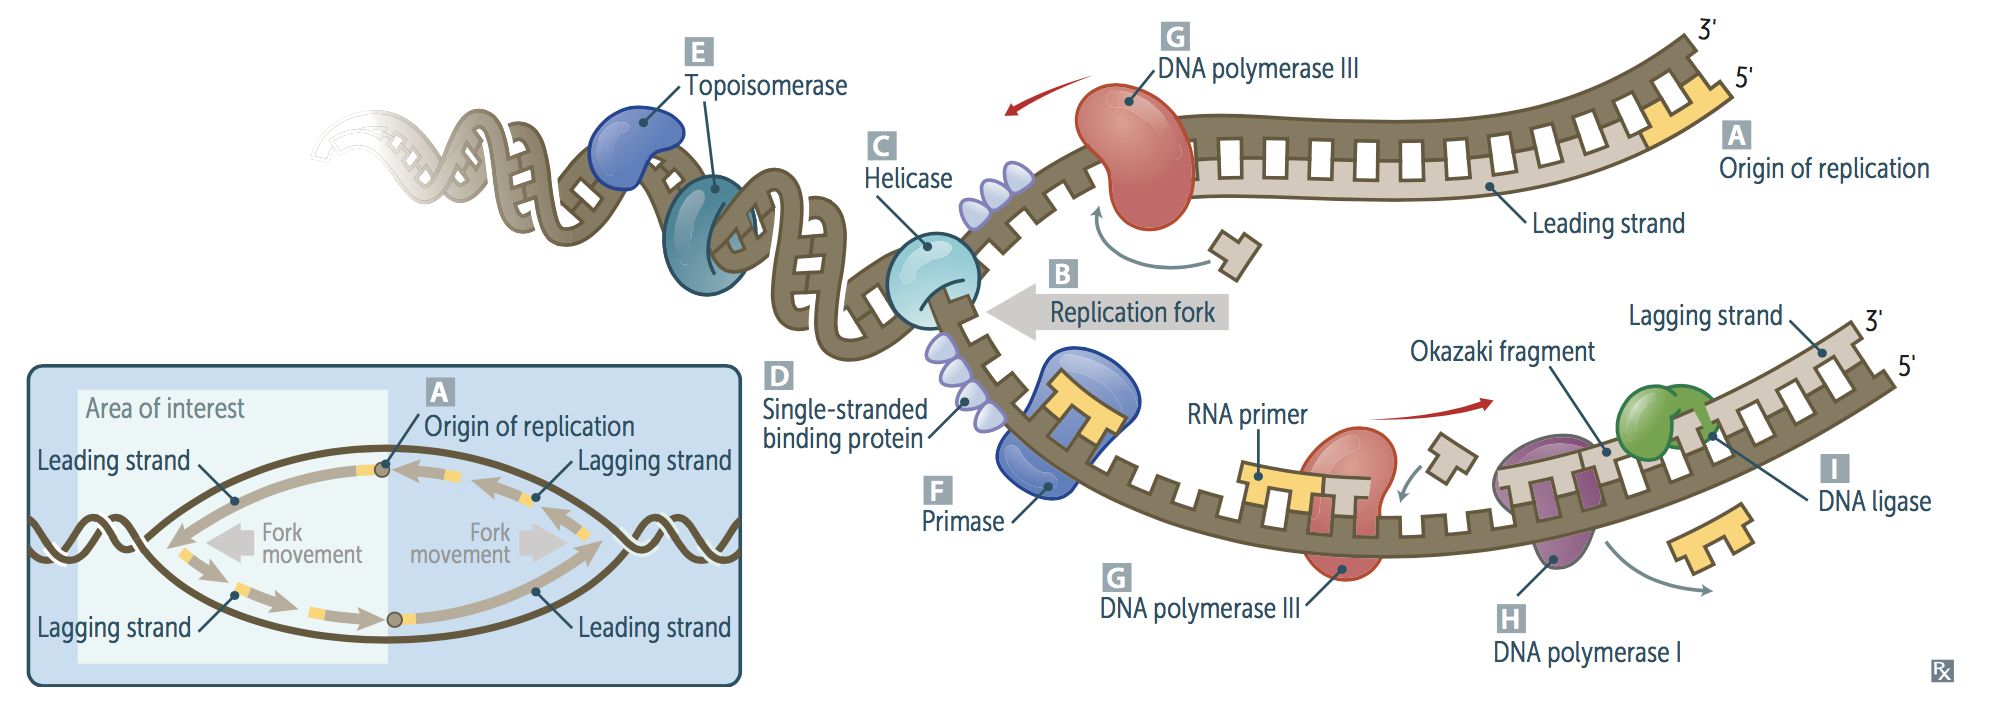 E
Topoisomerase
C
Helicase
G
DNA polymerase III
3'
5'
A
Origin of replication
Leading strand
B
Replication fork
D
Single-stranded
binding protein
F
Primase
RNA primer
G
DNA polymerase III
Okazaki fragment
Lagging strand
3'
5'
I
DNA ligase
H
DNA polymerase I
Area of interest
A
Origin of replication
Leading strand
Lagging strand
Fork
movement
Fork
movement
Lagging strand
Leading strand
Rx